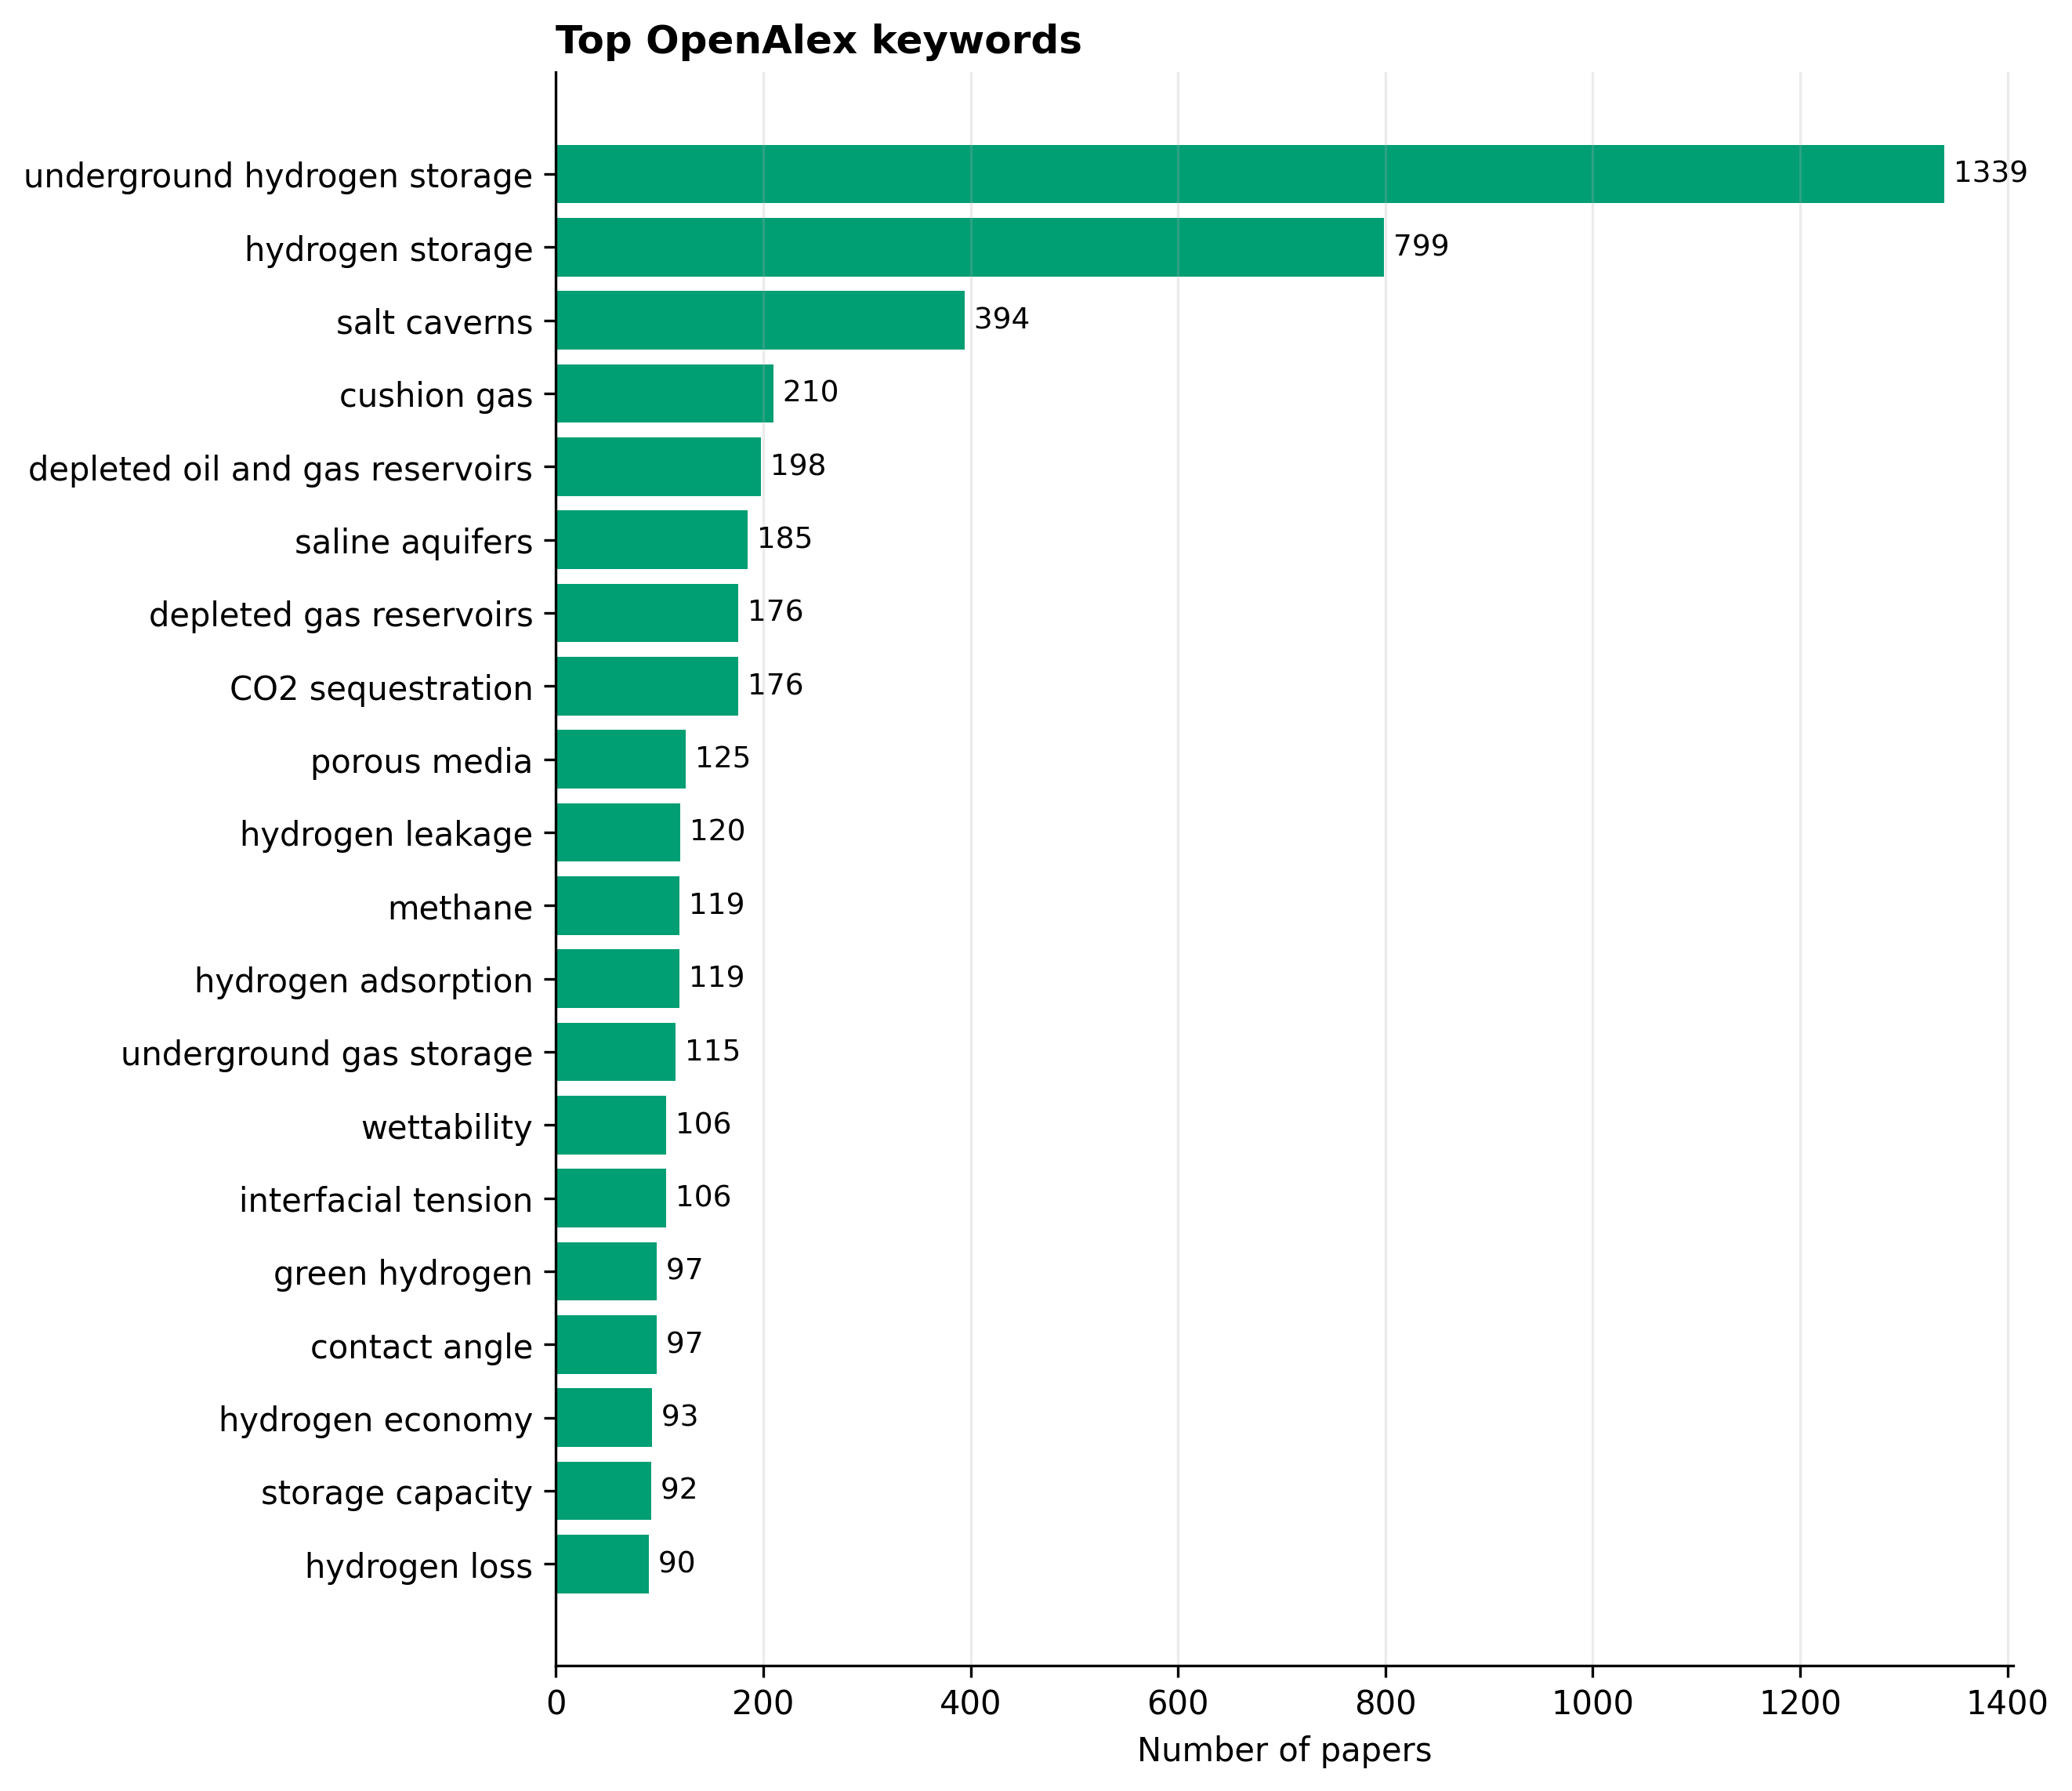 Top OpenAlex keywords
underground hydrogen storage 1339
hydrogen storage 799
salt caverns 394
cushion gas 210
depleted oil and gas reservoirs 198
saline aquifers 185
depleted gas reservoirs 176
CO2 sequestration 176
porous media 125
hydrogen leakage 120
methane 119
hydrogen adsorption 119
underground gas storage 115
wettability 106
interfacial tension 106
green hydrogen 97
contact angle 97
hydrogen economy 93
storage capacity 92
hydrogen loss 90
0 200 400 600 800 1000 1200 1400
Number of papers